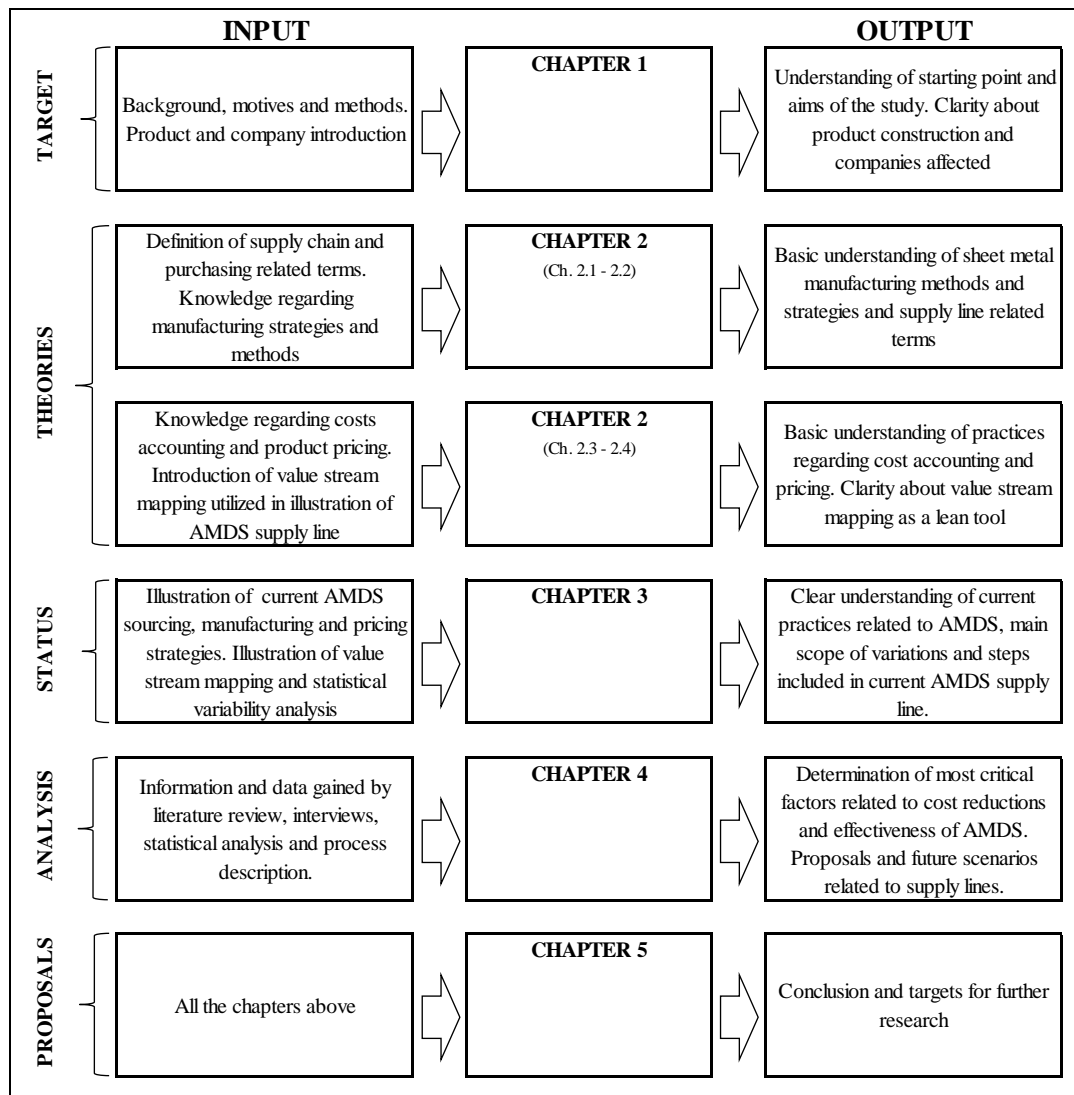 INPUT
OUTPUT
TARGET
Background, motives and methods.
Product and company introduction
CHAPTER 1
Understanding of starting point and
aims of the study. Clarity about
product construction and
companies affected
THEORIES
Definition of supply chain and
purchasing related terms.
Knowledge regarding
manufacturing strategies and
methods
CHAPTER 2
(Ch. 2.1 - 2.2)
Basic understanding of sheet metal
manufacturing methods and
strategies and supply line related
terms
Knowledge regarding costs
accounting and product pricing.
Introduction of value stream
mapping utilized in illustration of
AMDS supply line
CHAPTER 2
(Ch. 2.3 - 2.4)
Basic understanding of practices
regarding cost accounting and
pricing. Clarity about value stream
mapping as a lean tool
STATUS
Illustration of current AMDS
sourcing, manufacturing and pricing
strategies. Illustration of value
stream mapping and statistical
variability analysis
CHAPTER 3
Clear understanding of current
practices related to AMDS, main
scope of variations and steps
included in current AMDS supply
line.
ANALYSIS
Information and data gained by
literature review, interviews,
statistical analysis and process
description.
CHAPTER 4
Determination of most critical
factors related to cost reductions
and effectiveness of AMDS.
Proposals and future scenarios
related to supply lines.
PROPOSALS
All the chapters above
CHAPTER 5
Conclusion and targets for further
research